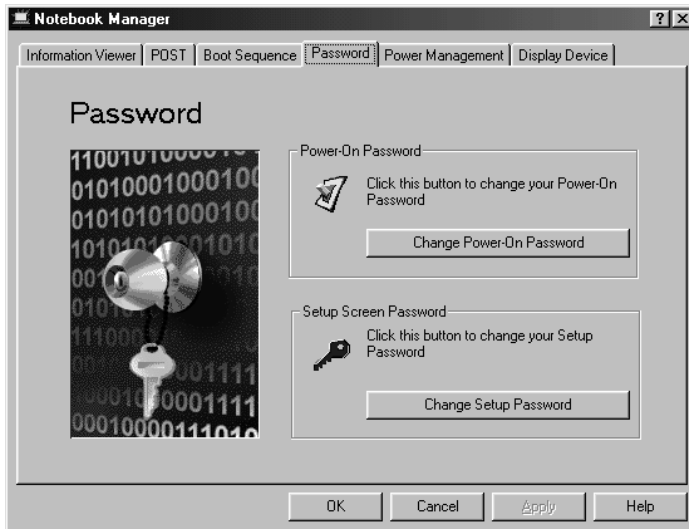 Notebook Manager
Information Viewer
POST
Boot Sequence
Password
Power Management
Display Device
Password
Power-On Password
Click this button to change your Power-On
Password
Change Power-On Password
Setup Screen Password
Click this button to change your Setup
Password
Change Setup Password
OK
Cancel
Apply
Help